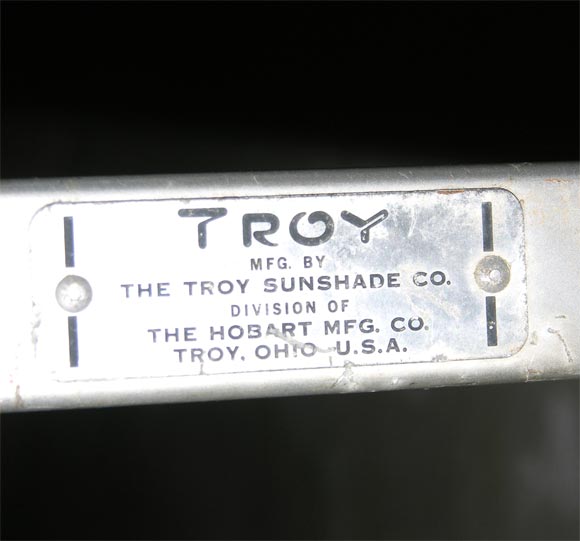 TROY
MFG. BY
THE TROY SUNSHADE CO.
DIVISION OF
THE HOBART MFG. CO.
TROY, OHIO U.S.A.